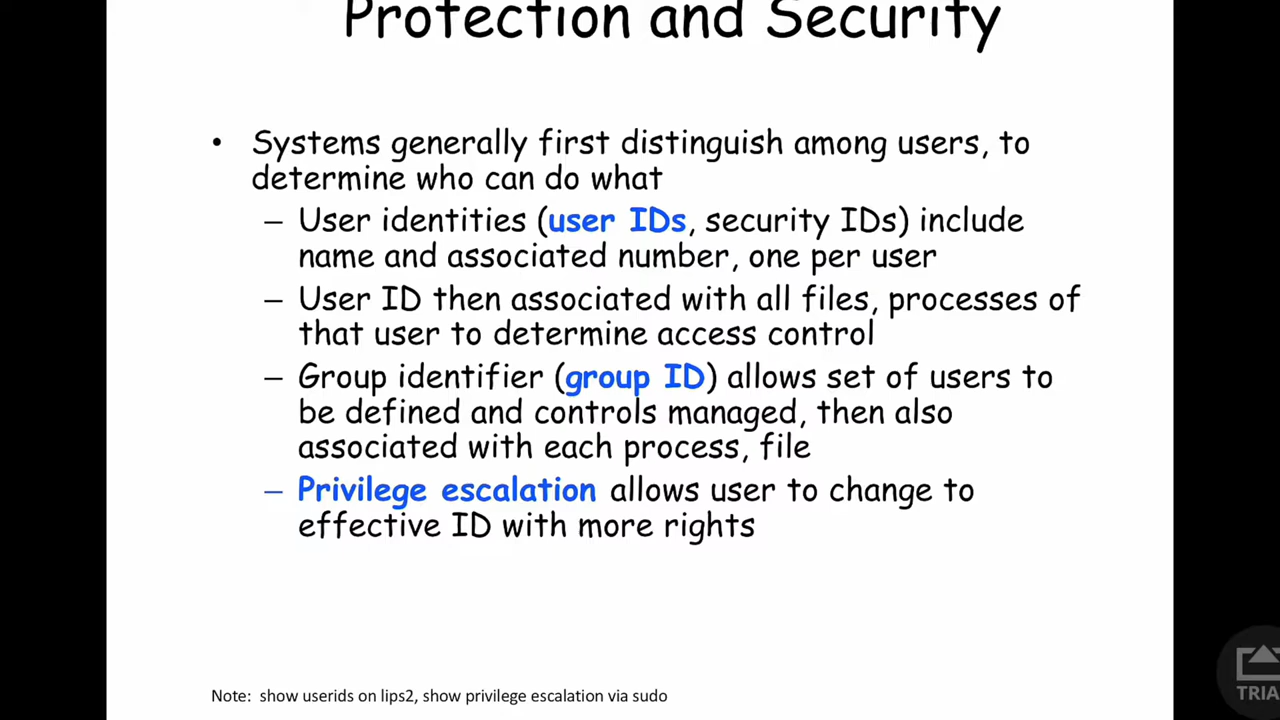 Protection and Security
• Systems generally first distinguish among users, to
determine who can do what
– User identities (user IDs, security IDs) include
name and associated number, one per user
– User ID then associated with all files, processes of
that user to determine access control
– Group identifier (group ID) allows set of users to
be defined and controls managed, then also
associated with each process, file
– Privilege escalation allows user to change to
effective ID with more rights
Note: show userids on lips2, show privilege escalation via sudo
TRIA